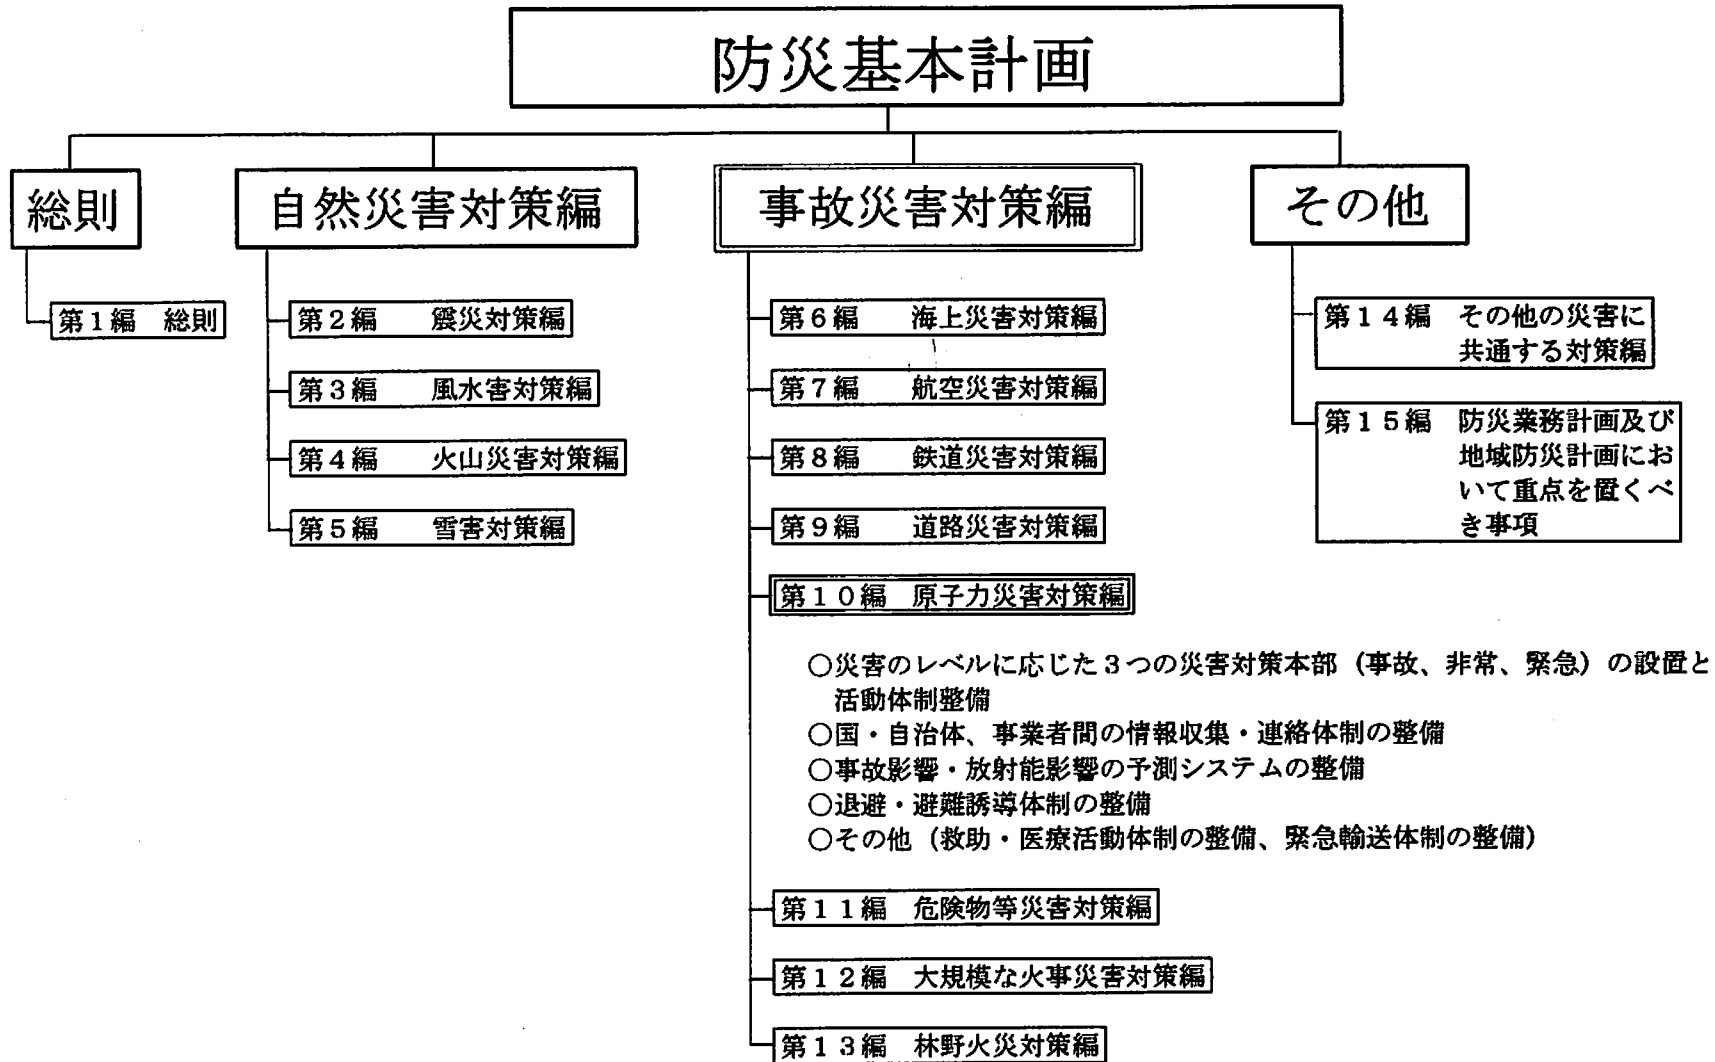 防災基本計画
総則
自然災害対策編
事故災害対策編
その他
第1編 総則
第2編 震災対策編
第3編 風水害対策編
第4編 火山災害対策編
第5編 雪害対策編
第6編 海上災害対策編
第7編 航空災害対策編
第8編 鉄道災害対策編
第9編 道路災害対策編
第10編 原子力災害対策編
○災害のレベルに応じた3つの災害対策本部(事故、非常、緊急)の設置と
活動体制整備
○国・自治体、事業者間の情報収集・連絡体制の整備
○事故影響・放射能影響の予測システムの整備
○退避・避難誘導体制の整備
○その他(救助・医療活動体制の整備、緊急輸送体制の整備)
第11編 危険物等災害対策編
第12編 大規模な火事災害対策編
第13編 林野火災対策編
第14編 その他の災害に
共通する対策編
第15編 防災業務計画及び
地域防災計画にお
いて重点を置くべ
き事項